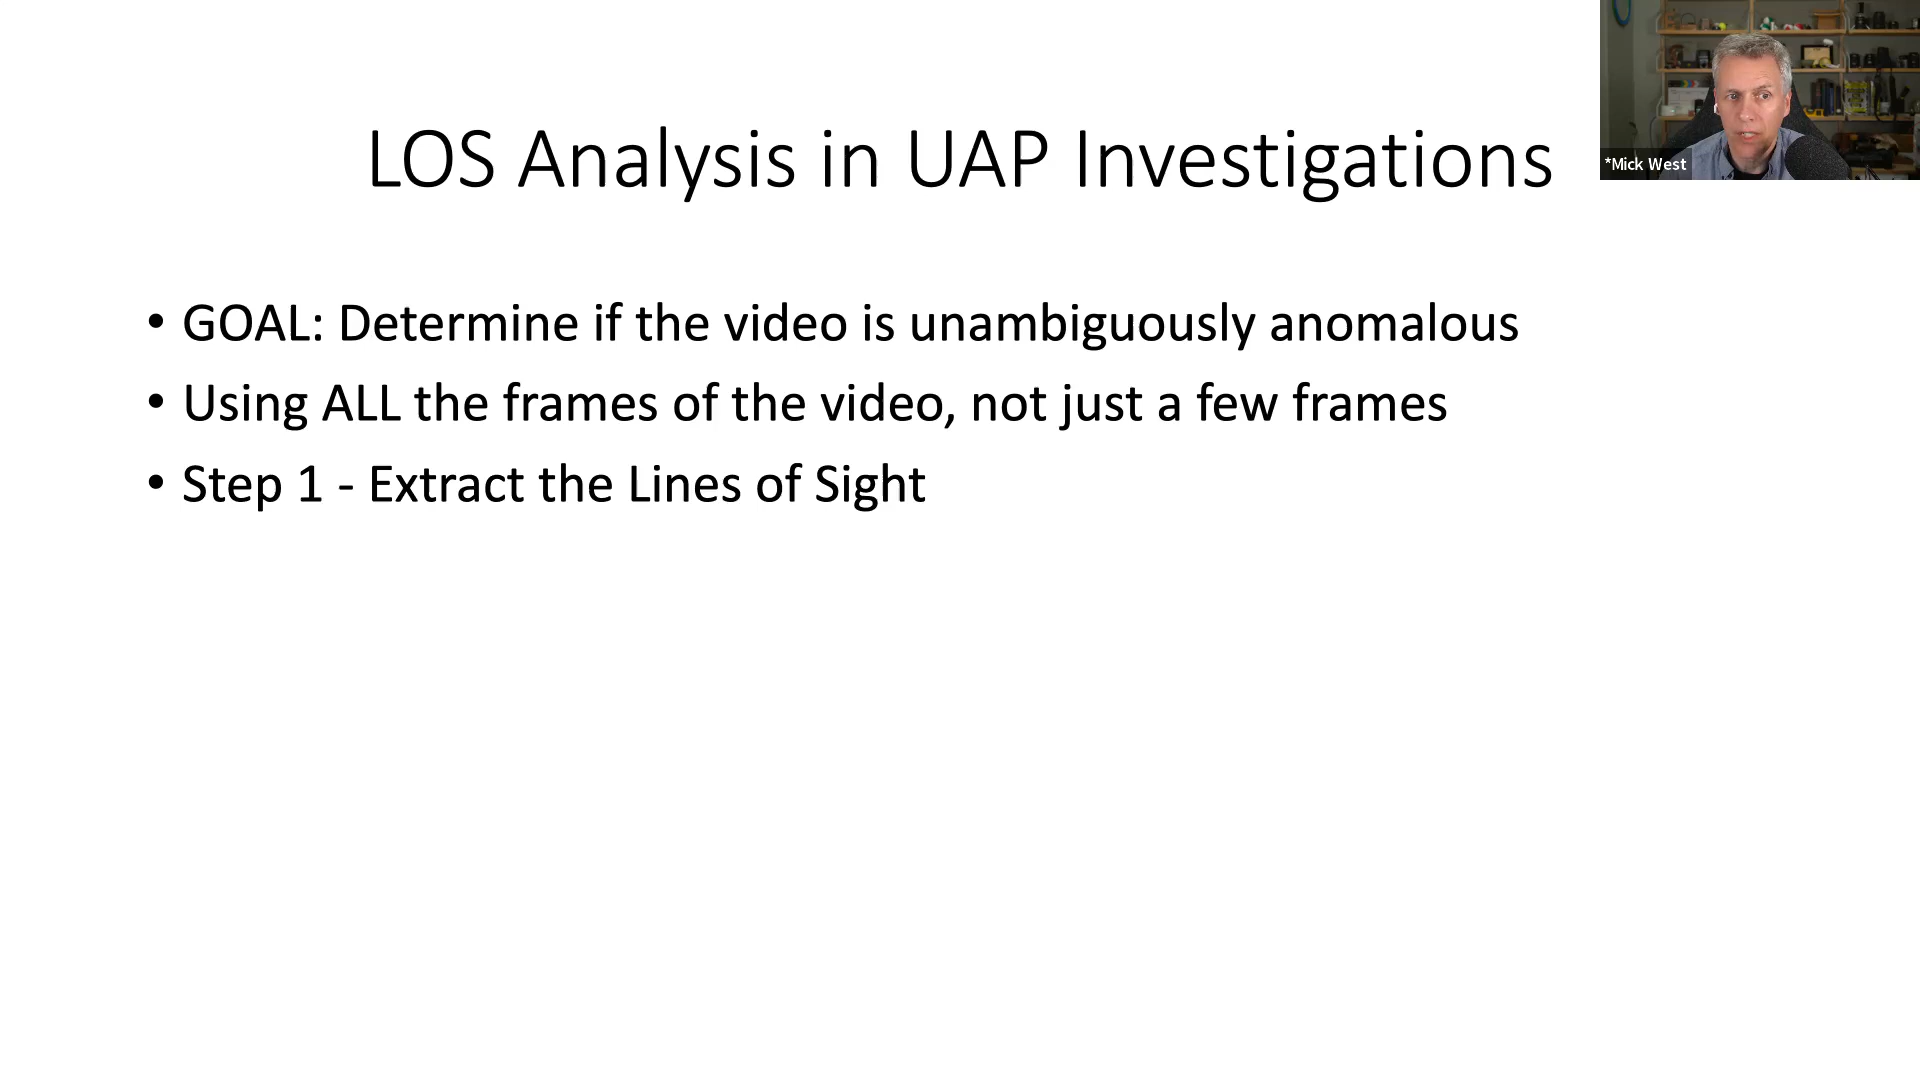 LOS Analysis in UAP Investigations
*Mick West
• GOAL: Determine if the video is unambiguously anomalous
• Using ALL the frames of the video, not just a few frames
• Step 1 - Extract the Lines of Sight